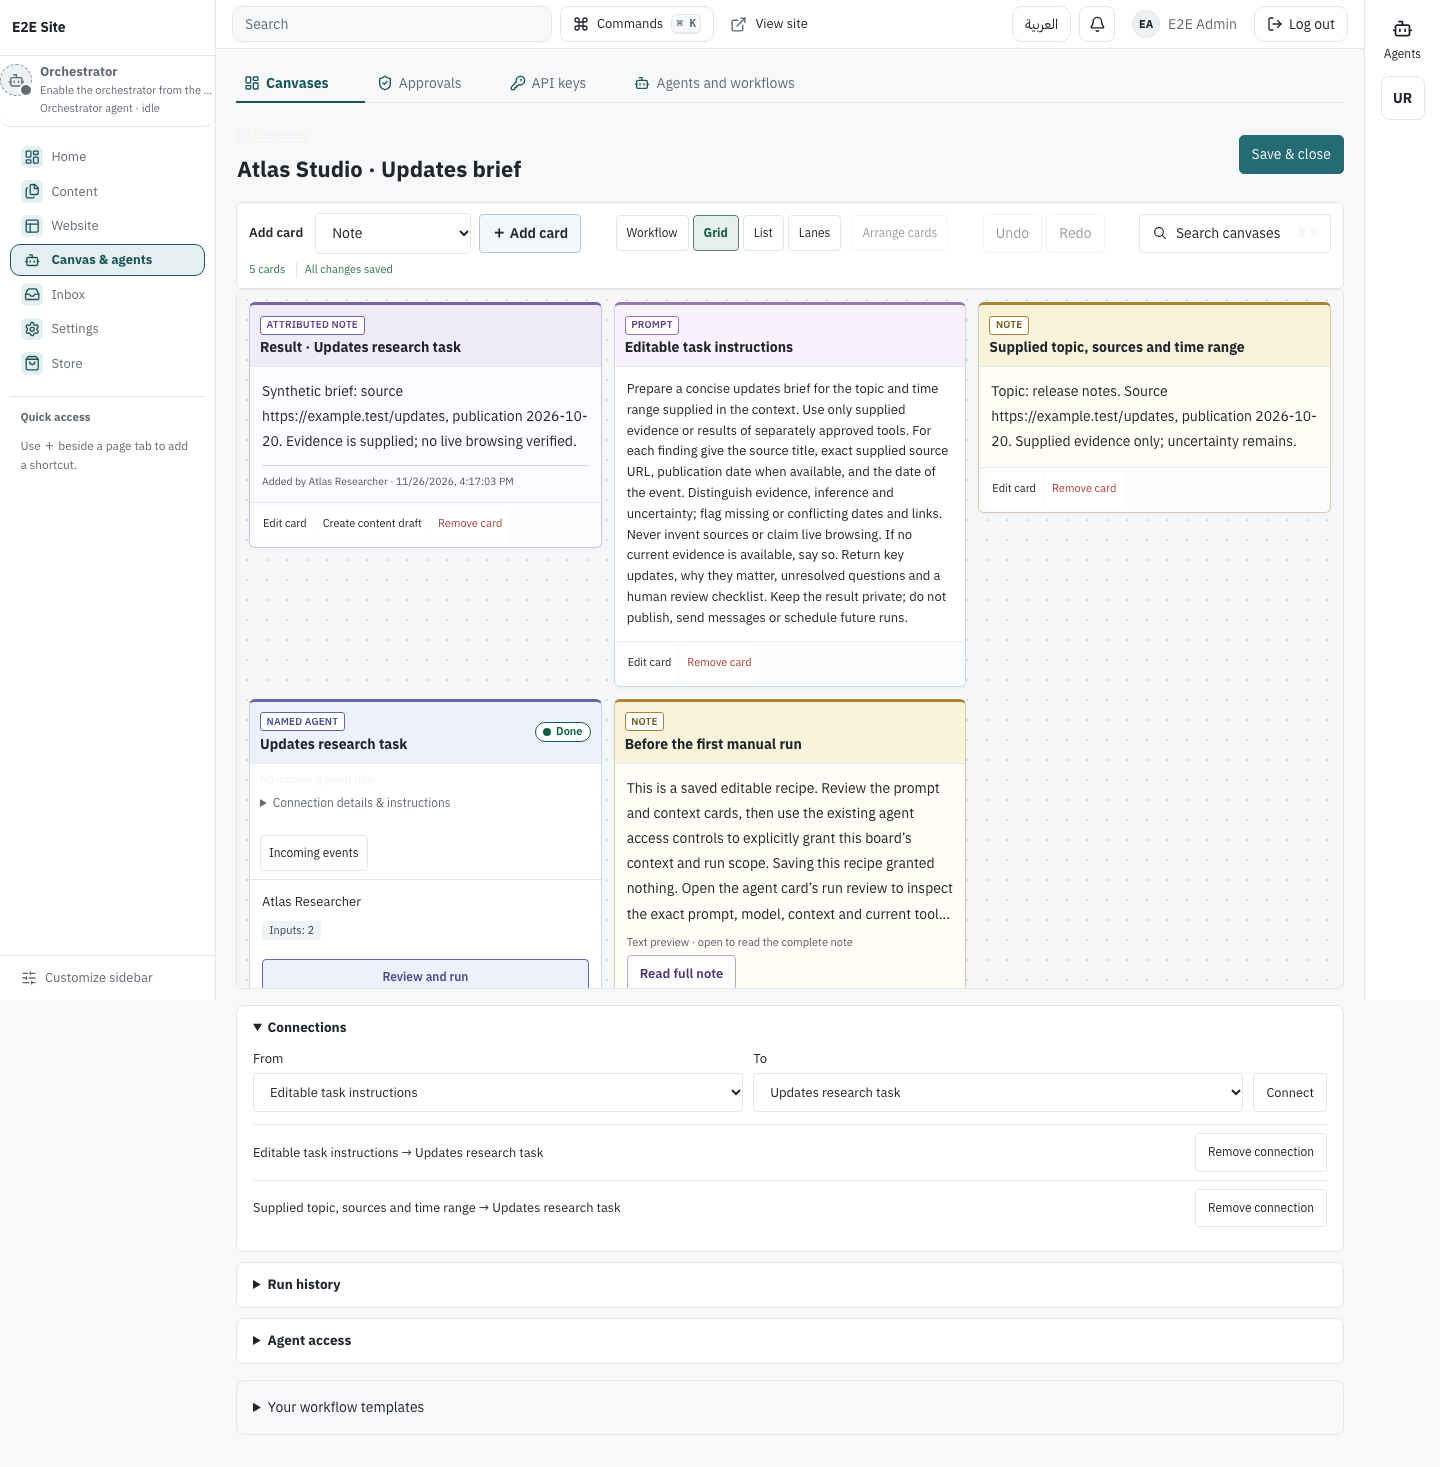 E2E Site
Search
Commands ⌘ K
View site
العربية
EA E2E Admin
Log out
Agents
UR
Orchestrator
Enable the orchestrator from the ...
Orchestrator agent · idle
Home
Content
Website
Canvas & agents
Inbox
Settings
Store
Quick access
Use + beside a page tab to add
a shortcut.
Customize sidebar
Canvases
Approvals
API keys
Agents and workflows
All canvases
Atlas Studio · Updates brief
Save & close
Add card
Note
+ Add card
Workflow
Grid
List
Lanes
Arrange cards
Undo
Redo
Search canvases ⌘ K
5 cards
All changes saved
ATTRIBUTED NOTE
Result · Updates research task
Synthetic brief: source
https://example.test/updates, publication 2026-10-
20. Evidence is supplied; no live browsing verified.
Added by Atlas Researcher · 11/26/2026, 4:17:03 PM
Edit card
Create content draft
Remove card
PROMPT
Editable task instructions
Prepare a concise updates brief for the topic and time
range supplied in the context. Use only supplied
evidence or results of separately approved tools. For
each finding give the source title, exact supplied source
URL, publication date when available, and the date of
the event. Distinguish evidence, inference and
uncertainty; flag missing or conflicting dates and links.
Never invent sources or claim live browsing. If no
current evidence is available, say so. Return key
updates, why they matter, unresolved questions and a
human review checklist. Keep the result private; do not
publish, send messages or schedule future runs.
Edit card
Remove card
NOTE
Supplied topic, sources and time range
Topic: release notes. Source
https://example.test/updates, publication 2026-10-
20. Supplied evidence only; uncertainty remains.
Edit card
Remove card
NAMED AGENT
Updates research task
Done
No incoming event rule
Connection details & instructions
Incoming events
Atlas Researcher
Inputs: 2
Review and run
NOTE
Before the first manual run
This is a saved editable recipe. Review the prompt
and context cards, then use the existing agent
access controls to explicitly grant this board's
context and run scope. Saving this recipe granted
nothing. Open the agent card's run review to inspect
the exact prompt, model, context and current tool...
Text preview · open to read the complete note
Read full note
Connections
From
To
Editable task instructions
Updates research task
Connect
Editable task instructions → Updates research task
Remove connection
Supplied topic, sources and time range → Updates research task
Remove connection
Run history
Agent access
Your workflow templates